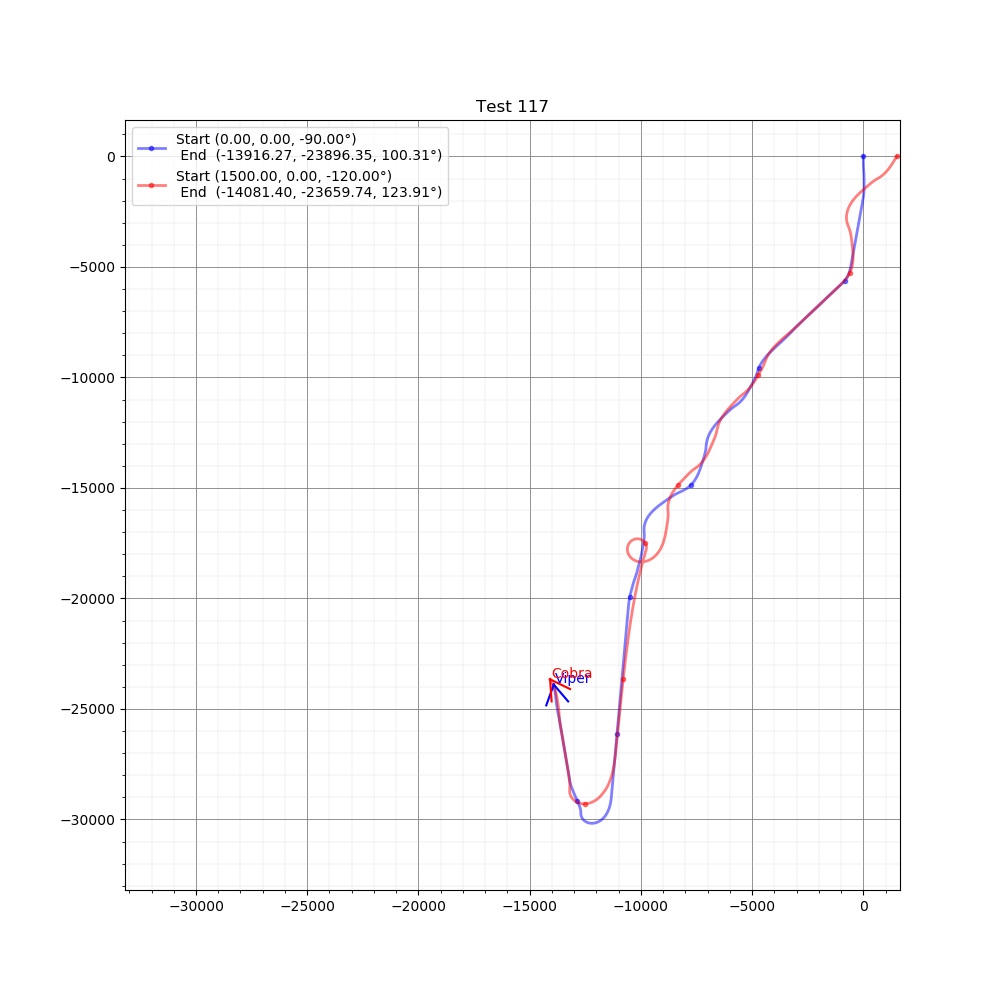 Test 117
Start (0.00, 0.00, -90.00°)
End (-13916.27, -23896.35, 100.31°)
Start (1500.00, 0.00, -120.00°)
End (-14081.40, -23659.74, 123.91°)
0
−5000
−10000
−15000
−20000
−25000
−30000
Cobra
Viper
−30000
−25000
−20000
−15000
−10000
−5000
0